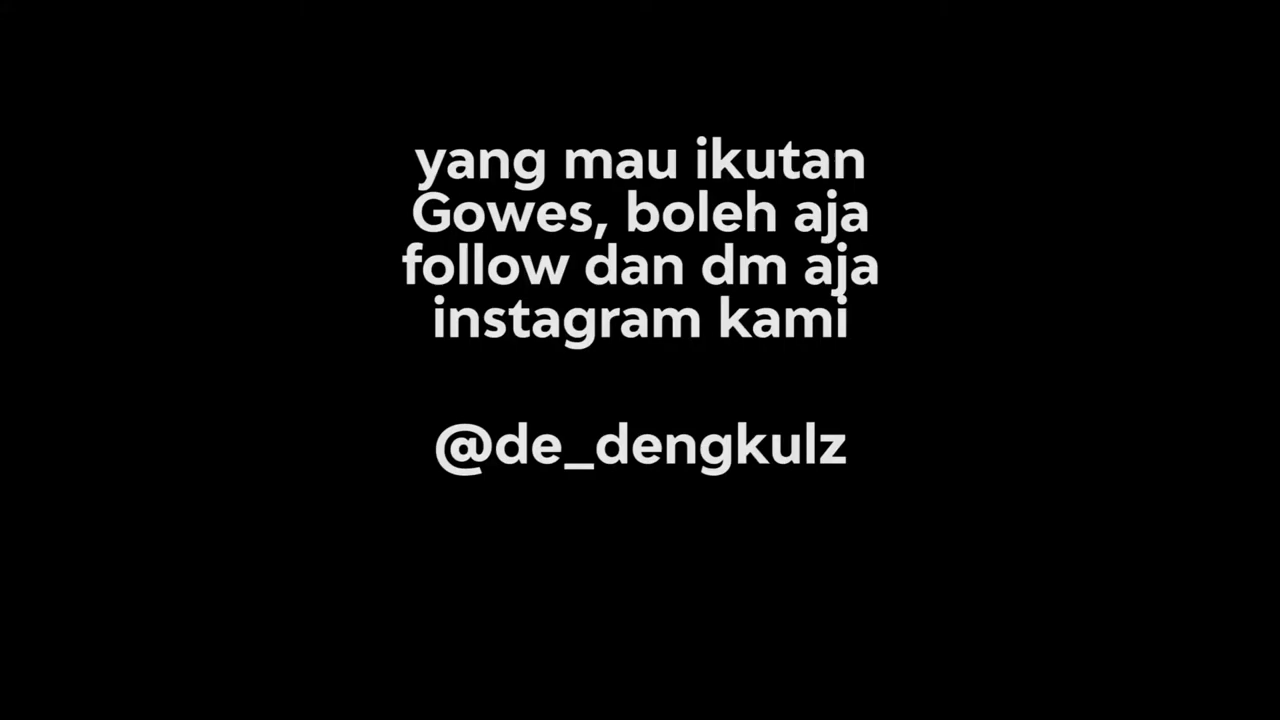 yang mau ikutan
Gowes, boleh aja
follow dan dm aja
instagram kami
@de_dengkulz